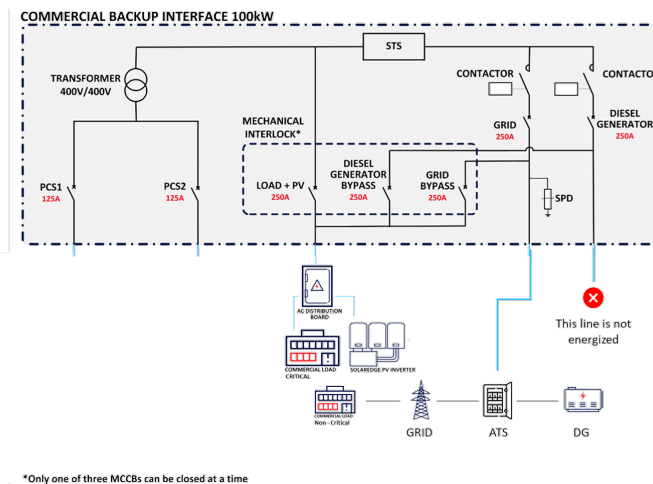 COMMERCIAL BACKUP INTERFACE 100kW
STS
TRANSFORMER
400V/400V
CONTACTOR
CONTACTO
MECHANICAL
INTERLOCK*
GRID
250A
DIESEL
GENERATOR
250A
PCS1
125A
PCS2
125A
LOAD + PV
250A
DIESEL
GENERATOR
BYPASS
250A
GRID
BYPASS
250A
SPD
AC DISTRIBUTION
BOARD
This line is not
energized
COMMERCIAL LOAD
CRITICAL
SOLAREDGE PV INVERTER
COMMERCIAL LOAD
Non - Critical
GRID
ATS
DG
*Only one of three MCCBs can be closed at a time